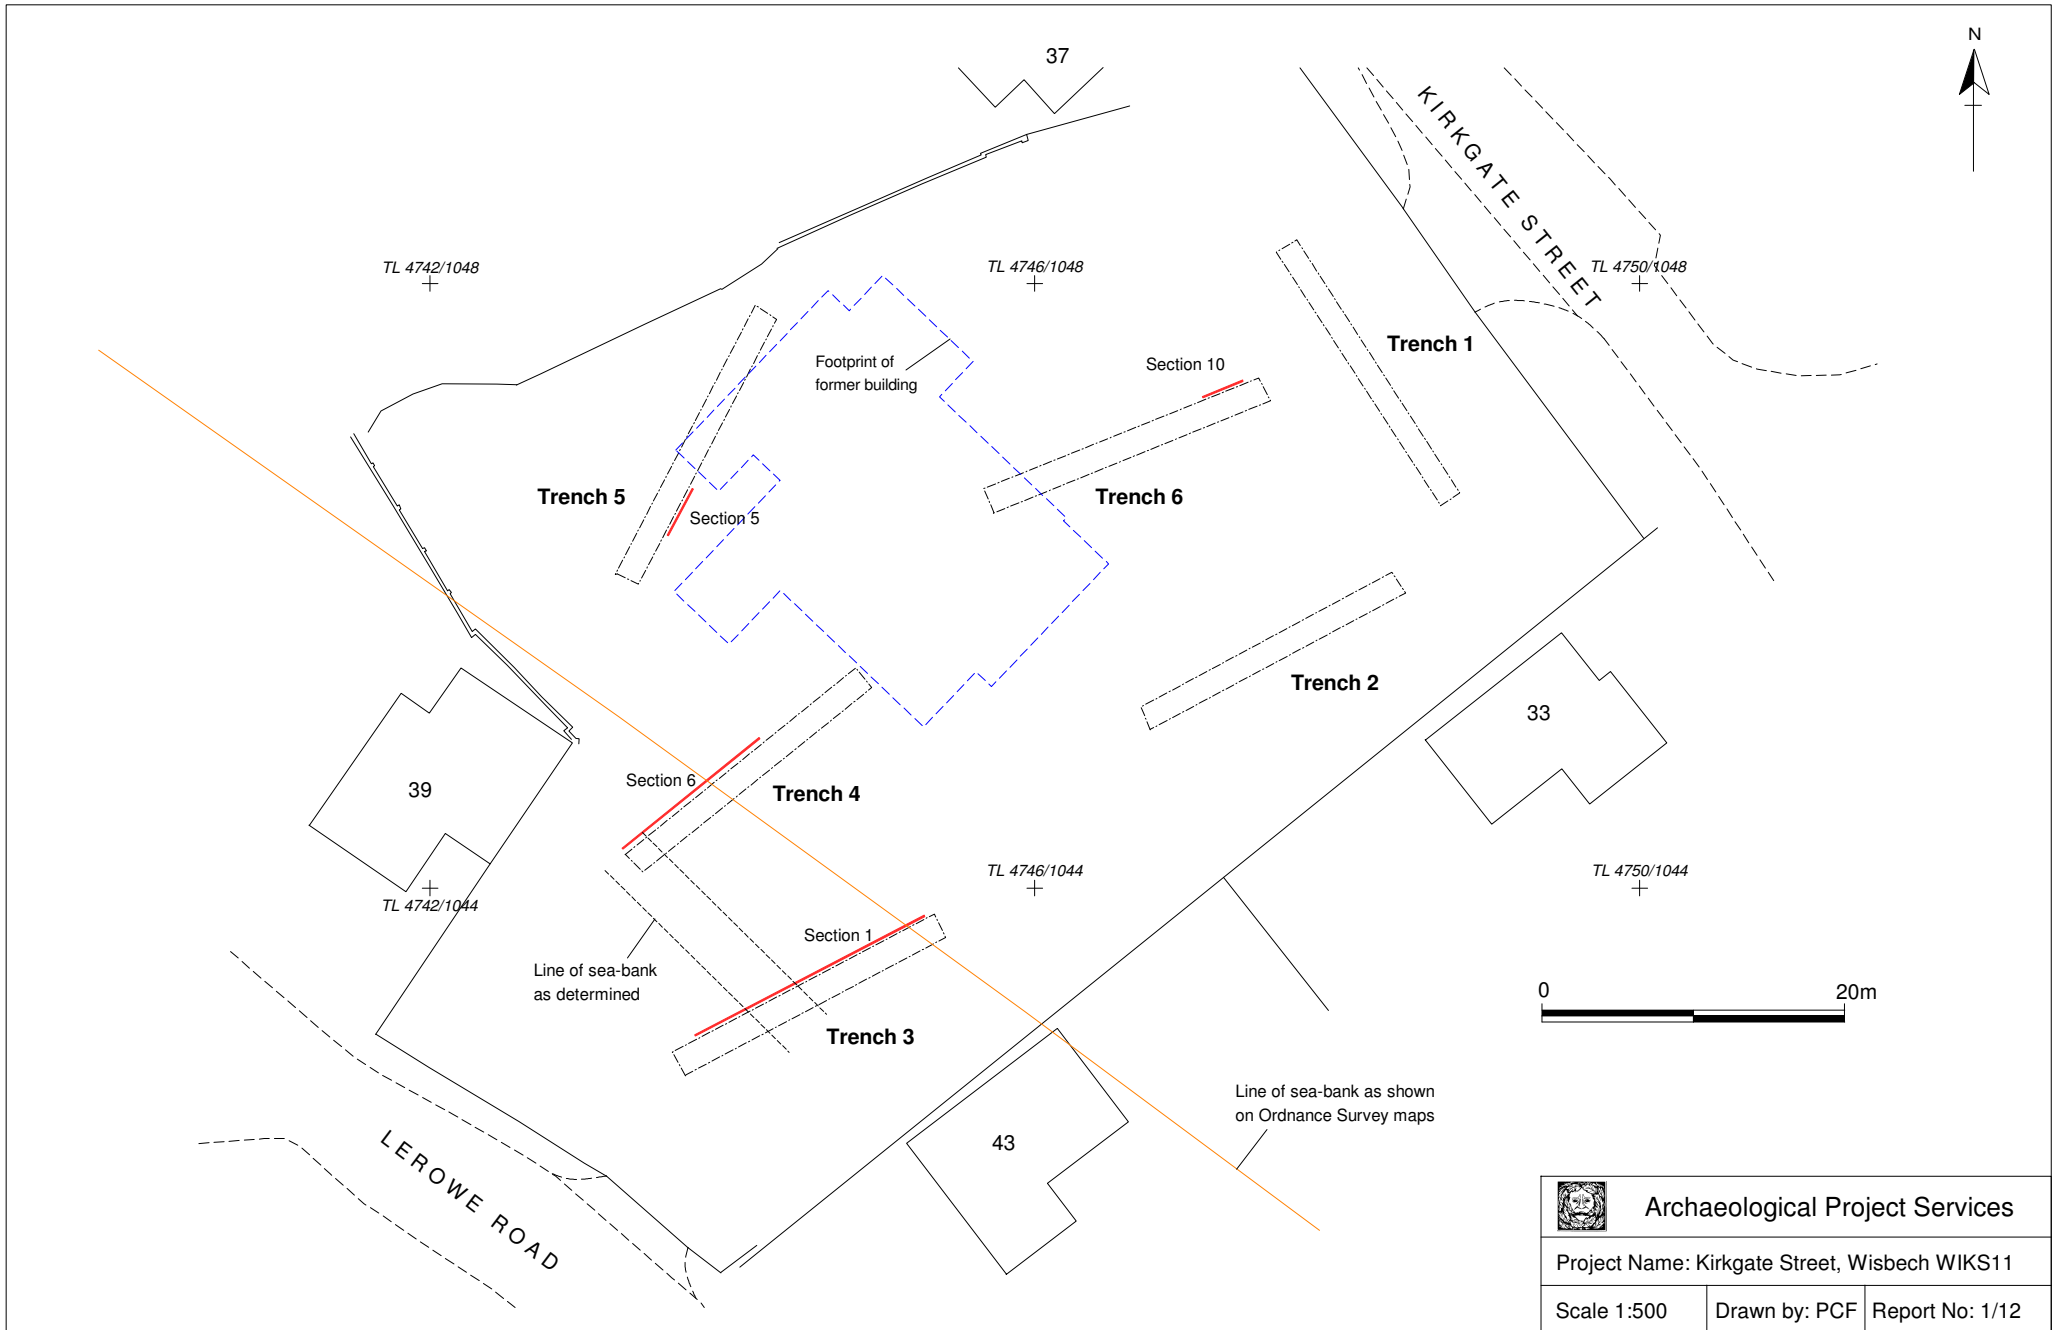 37
N
KIRKGATE STREET
TL 4742/1048
TL 4746/1048
TL 4750/1048
Trench 1
Footprint of
former building
Section 10
Trench 5
Section 5
Trench 6
Trench 2
33
39
Section 6
Trench 4
TL 4742/1044
TL 4746/1044
TL 4750/1044
Section 1
Line of sea-bank
as determined
Trench 3
0
20m
Line of sea-bank as shown
on Ordnance Survey maps
43
LEROWE ROAD
Archaeological Project Services
Project Name: Kirkgate Street, Wisbech WIKS11
Scale 1:500
Drawn by: PCF
Report No: 1/12